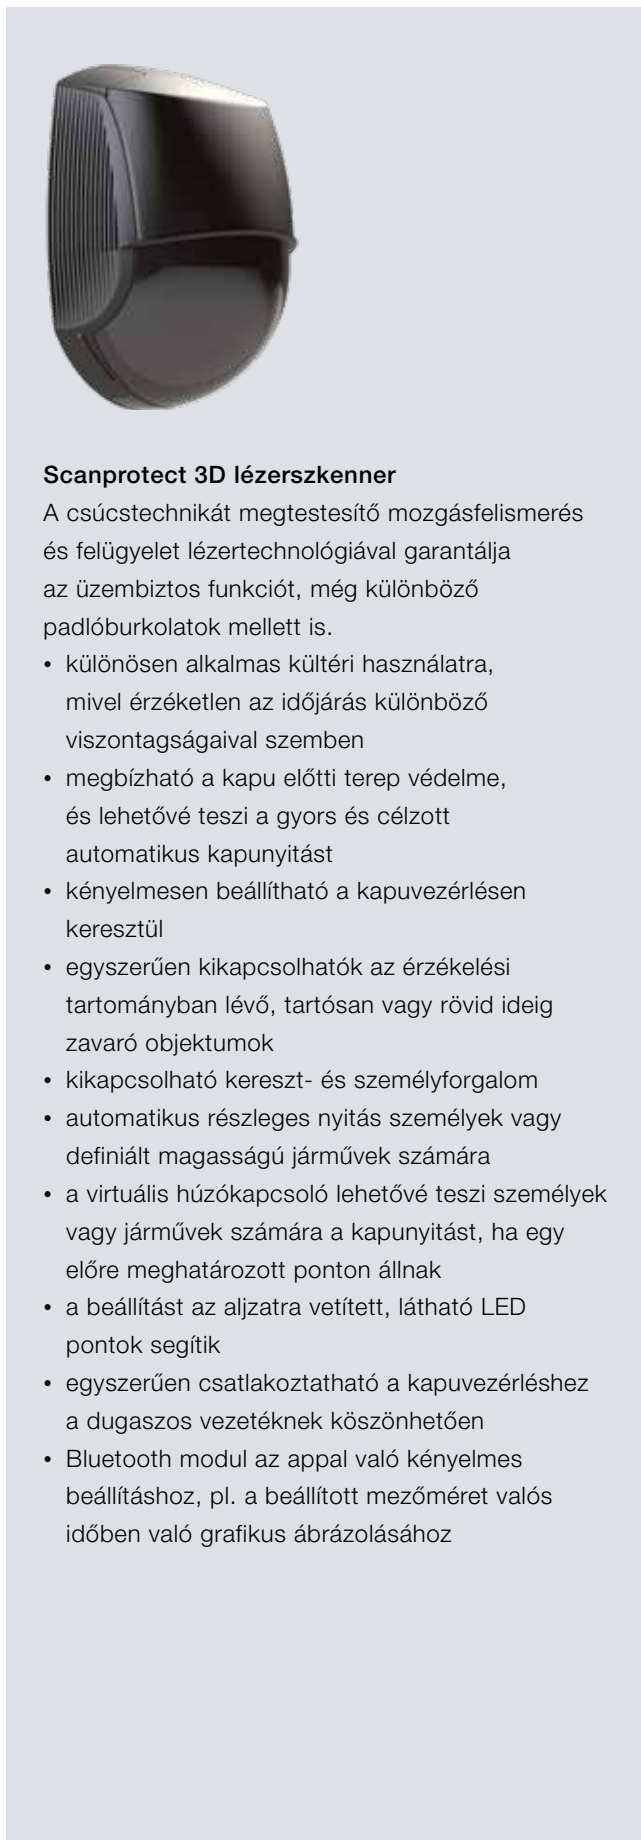 Scanprotect 3D lézerszkenner
A csúcstechnikát megtestesítő mozgásfelismerés
és felügyelet lézertechnológiával garantálja
az üzembiztos funkciót, még különböző
padlóburkolatok mellett is.
• különösen alkalmas kültéri használatra,
mivel érzéketlen az időjárás különböző
viszontagságaival szemben
• megbízható a kapu előtti terep védelme,
és lehetővé teszi a gyors és célzott
automatikus kapunyitást
• kényelmesen beállítható a kapuvezérlésen
keresztül
• egyszerűen kikapcsolhatók az érzékelési
tartományban lévő, tartósan vagy rövid ideig
zavaró objektumok
• kikapcsolható kereszt- és személyforgalom
• automatikus részleges nyitás személyek vagy
definiált magasságú járművek számára
• a virtuális húzókapcsoló lehetővé teszi személyek
vagy járművek számára a kapunyitást, ha egy
előre meghatározott ponton állnak
• a beállítást az aljzatra vetített, látható LED
pontok segítik
• egyszerűen csatlakoztatható a kapuvezérléshez
a dugaszos vezetéknek köszönhetően
• Bluetooth modul az appal való kényelmes
beállításhoz, pl. a beállított mezőméret valós
időben való grafikus ábrázolásához